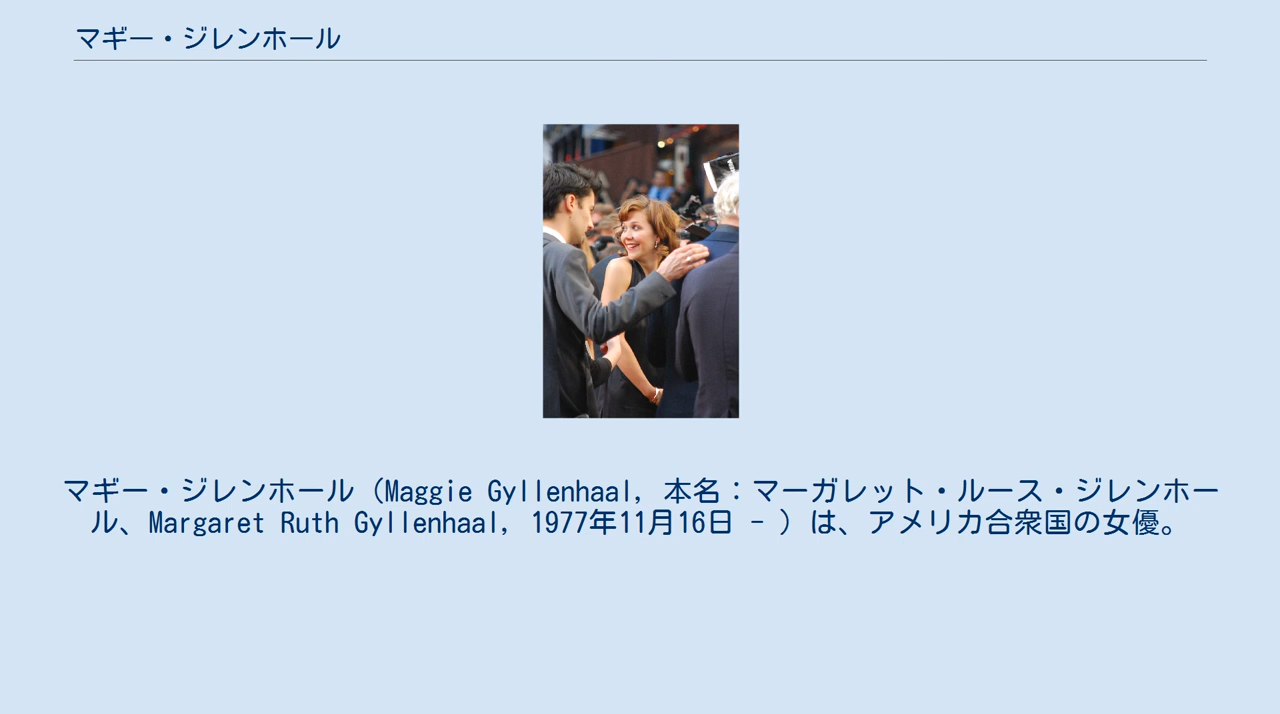 マギー・ジレンホール
マギー・ジレンホール（Maggie Gyllenhaal, 本名：マーガレット・ルース・ジレンホー
ル、Margaret Ruth Gyllenhaal, 1977年11月16日 - ）は、アメリカ合衆国の女優。